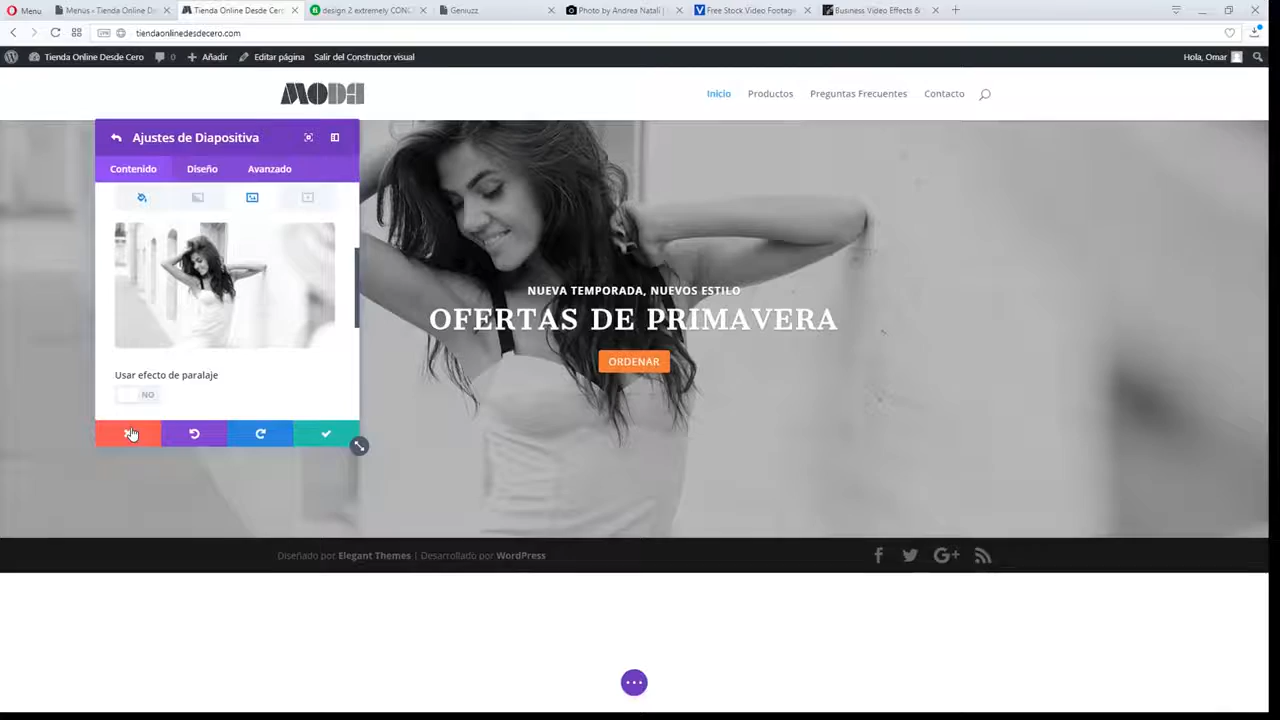 Menu
Menús ‹ Tienda Online De
Tienda Online Desde Cero
design 2 extremely CONC
Geniuzz
Photo by Andrea Natali |
Free Stock Video Footage
Business Video Effects &
VPN
tiendaonlinedesdecero.com
Tienda Online Desde Cero
0
Añadir
Editar página
Salir del Constructor visual
Hola, Omar
MODA
Inicio
Productos
Preguntas Frecuentes
Contacto
Ajustes de Diapositiva
Contenido
Diseño
Avanzado
Usar efecto de paralaje
NO
NUEVA TEMPORADA, NUEVOS ESTILO
OFERTAS DE PRIMAVERA
ORDENAR
Diseñado por Elegant Themes | Desarrollado por WordPress